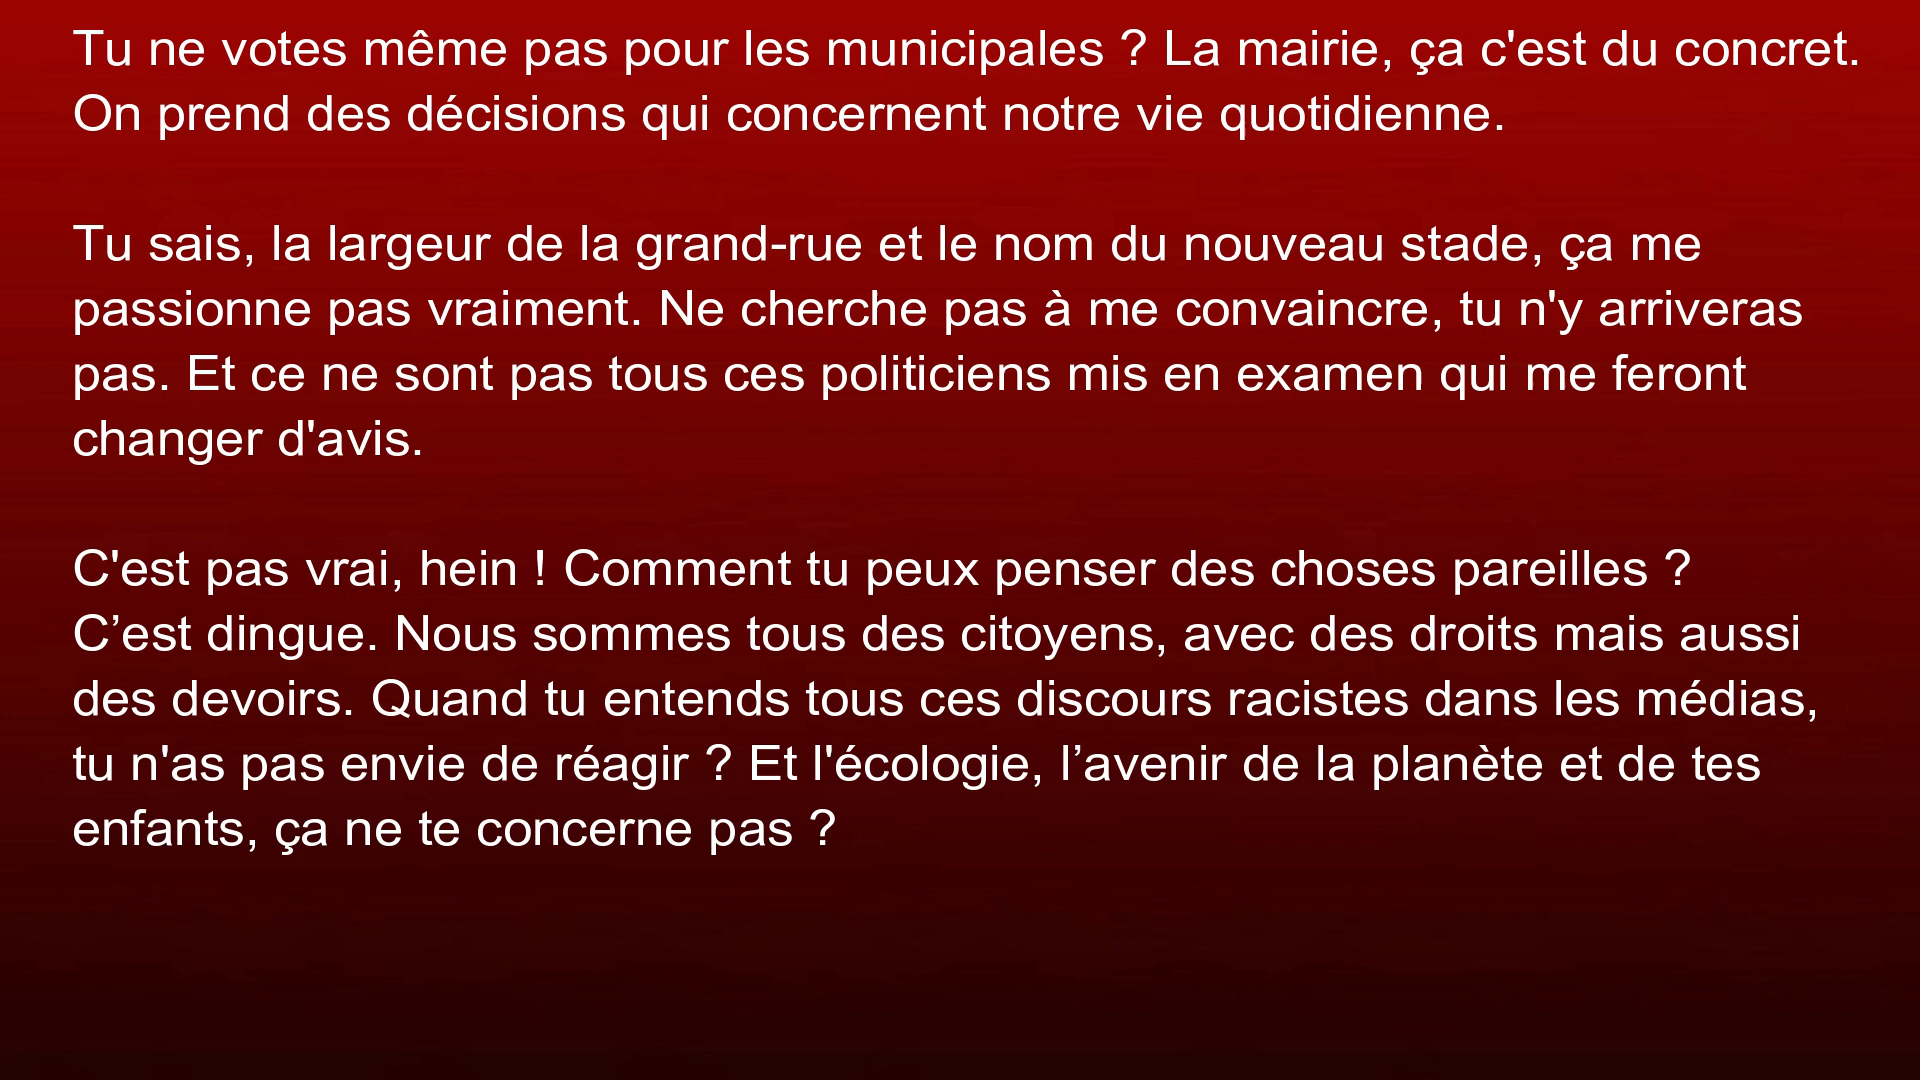 Tu ne votes même pas pour les municipales ? La mairie, ça c'est du concret.
On prend des décisions qui concernent notre vie quotidienne.
Tu sais, la largeur de la grand-rue et le nom du nouveau stade, ça me
passionne pas vraiment. Ne cherche pas à me convaincre, tu n'y arriveras
pas. Et ce ne sont pas tous ces politiciens mis en examen qui me feront
changer d'avis.
C'est pas vrai, hein ! Comment tu peux penser des choses pareilles ?
C’est dingue. Nous sommes tous des citoyens, avec des droits mais aussi
des devoirs. Quand tu entends tous ces discours racistes dans les médias,
tu n'as pas envie de réagir ? Et l'écologie, l’avenir de la planète et de tes
enfants, ça ne te concerne pas ?